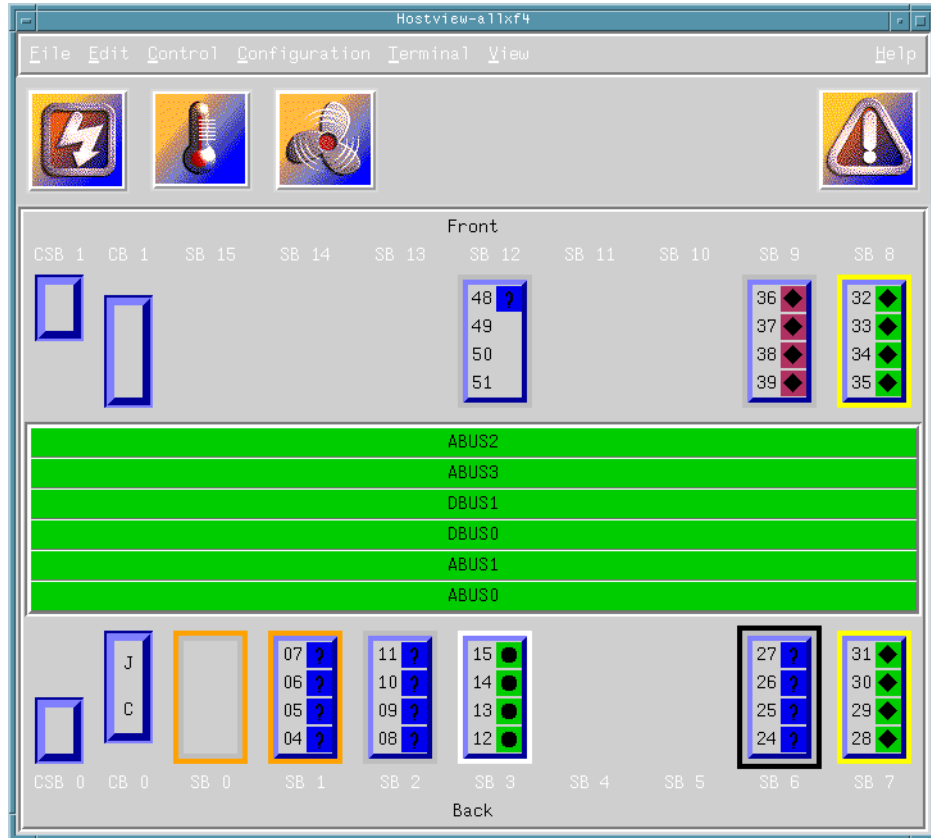 Hostview-allxf4
File Edit Control Configuration Terminal View Help
Front
CSB 1 CB 1 SB 15 SB 14 SB 13 SB 12 SB 11 SB 10 SB 9 SB 8
48 ? 36 32
49 37 33
50 38 34
51 39 35
ABUS2
ABUS3
DBUS1
DBUS0
ABUS1
ABUS0
J 07 ? 11 ? 15 27 ? 31
06 ? 10 ? 14 26 ? 30
C 05 ? 09 ? 13 25 ? 29
04 ? 08 ? 12 24 ? 28
CSB 0 CB 0 SB 0 SB 1 SB 2 SB 3 SB 4 SB 5 SB 6 SB 7
Back